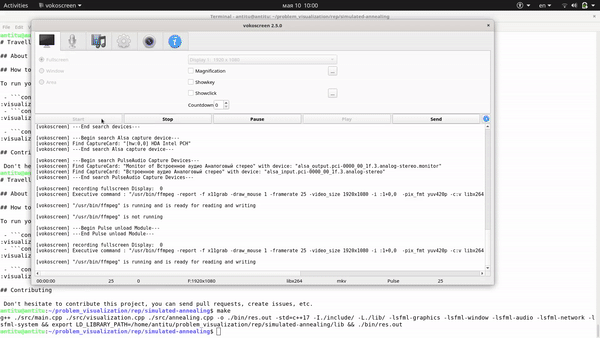 Activities vokoscreen мая 10 10:00 en
Terminal - antitu@antitu: ~/problem_visualization/rep/simulated-annealing
vokoscreen 2.5.0
File Edit
antitu@
# Travell
## About
## How to
To run you
- ```con
:visualiza
- ```con
:visualiz
- ```con
:visualiz
## Contri
Don't he
antitu@
# Travell
## About
## How to
To run you
- ```con
:visualiza
- ```con
:visualiz
Fullscreen
Window
Area
Display 1: 1920 x 1080
Magnification ...
Showkey
Showclick ...
Countdown 0
Start Stop Pause Play Send
[vokoscreen] ---End search devices---
[vokoscreen] ---Begin search Alsa capture device---
[vokoscreen] Find CaptureCard: "[hw:0,0] HDA Intel PCH"
[vokoscreen] ---End search Alsa capture device---
[vokoscreen] ---Begin search PulseAudio Capture Devices---
[vokoscreen] Find CaptureCard: "Monitor of Встроенное аудио Аналоговый стерео" with device: "alsa_output.pci-0000_00_1f.3.analog-stereo.monitor"
[vokoscreen] Find CaptureCard: "Встроенное аудио Аналоговый стерео" with device: "alsa_input.pci-0000_00_1f.3.analog-stereo"
[vokoscreen] ---End search PulseAudio Capture Devices---
[vokoscreen] recording fullscreen Display: 0
[vokoscreen] Executive command : "/usr/bin/ffmpeg -report -f x11grab -draw_mouse 1 -framerate 25 -video_size 1920x1080 -i :1+0,0 -pix_fmt yuv420p -c:v libx264
[vokoscreen] "/usr/bin/ffmpeg" is running and is ready for reading and writing
[vokoscreen] "/usr/bin/ffmpeg" is not running
[vokoscreen] ---Begin Pulse unload Module---
[vokoscreen] ---End Pulse unload Module---
[vokoscreen] recording fullscreen Display: 0
[vokoscreen] Executive command : "/usr/bin/ffmpeg -report -f x11grab -draw_mouse 1 -framerate 25 -video_size 1920x1080 -i :1+0,0 -pix_fmt yuv420p -c:v libx264
[vokoscreen] "/usr/bin/ffmpeg" is running and is ready for reading and writing
00:00:00 25 0 f:1920x1080 libx264 mkv Pulse 25
## Contributing
Don't hesitate to contribute this project, you can send pull requests, create issues, etc.
antitu@antitu:~/problem_visualization/rep/simulated-annealing$ make
g++ ./src/main.cpp ./src/visualization.cpp ./src/annealing.cpp -o ./bin/res.out -std=c++17 -I./include/ -L./lib/ -lsfml-graphics -lsfml-window -lsfml-audio -lsfml-network -l
sfml-system && export LD_LIBRARY_PATH=/home/antitu/problem_visualization/rep/simulated-annealing/lib && ./bin/res.out
antitu@antitu:~/problem_visualization/rep/simulated-annealing$